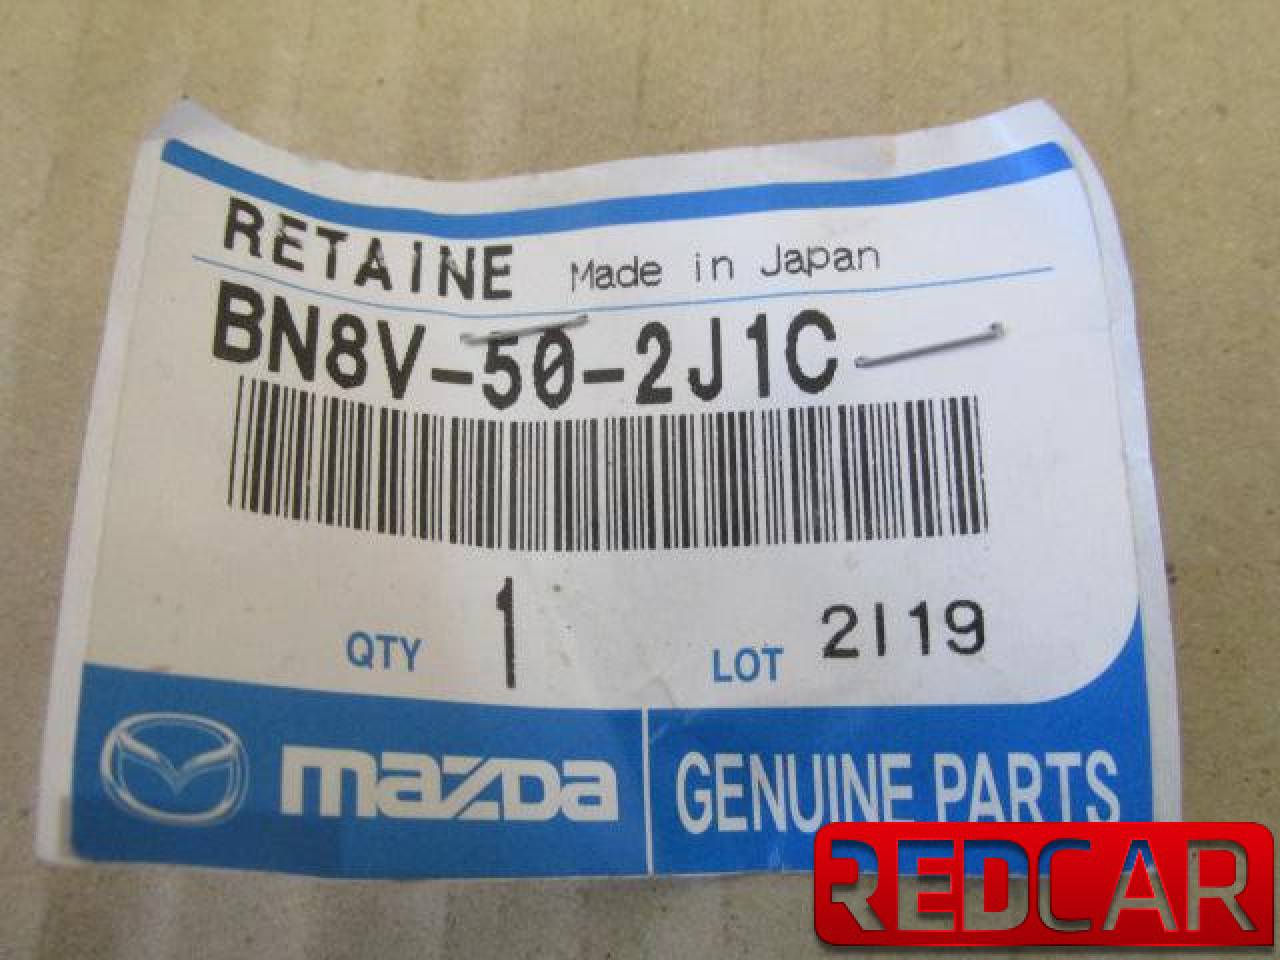 RETAINE Made in Japan
BN8V-50-2J1C
QTY 1 LOT 2119
mazda GENUINE PARTS
REDCAR